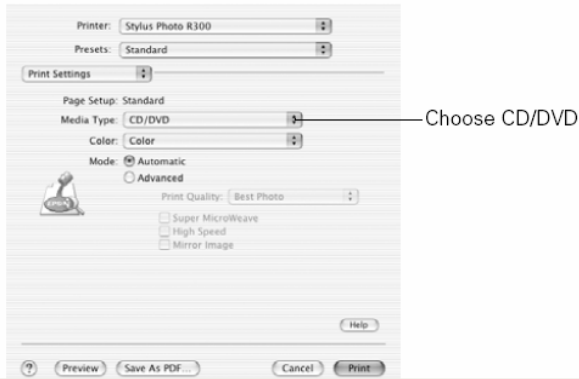 Printer: Stylus Photo R300
Presets: Standard
Print Settings
Page Setup: Standard
Media Type: CD/DVD
Choose CD/DVD
Color: Color
Mode: Automatic
Advanced
Print Quality: Best Photo
Super MicroWeave
High Speed
Mirror Image
EPSON
Help
? Preview Save As PDF... Cancel Print